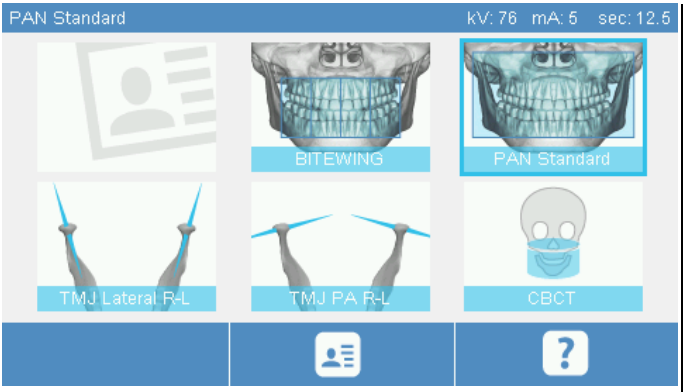 PAN Standard kV: 76 mA: 5 sec: 12.5
BITEWING
PAN Standard
TMJ Lateral R-L
TMJ PA R-L
CBCT
?